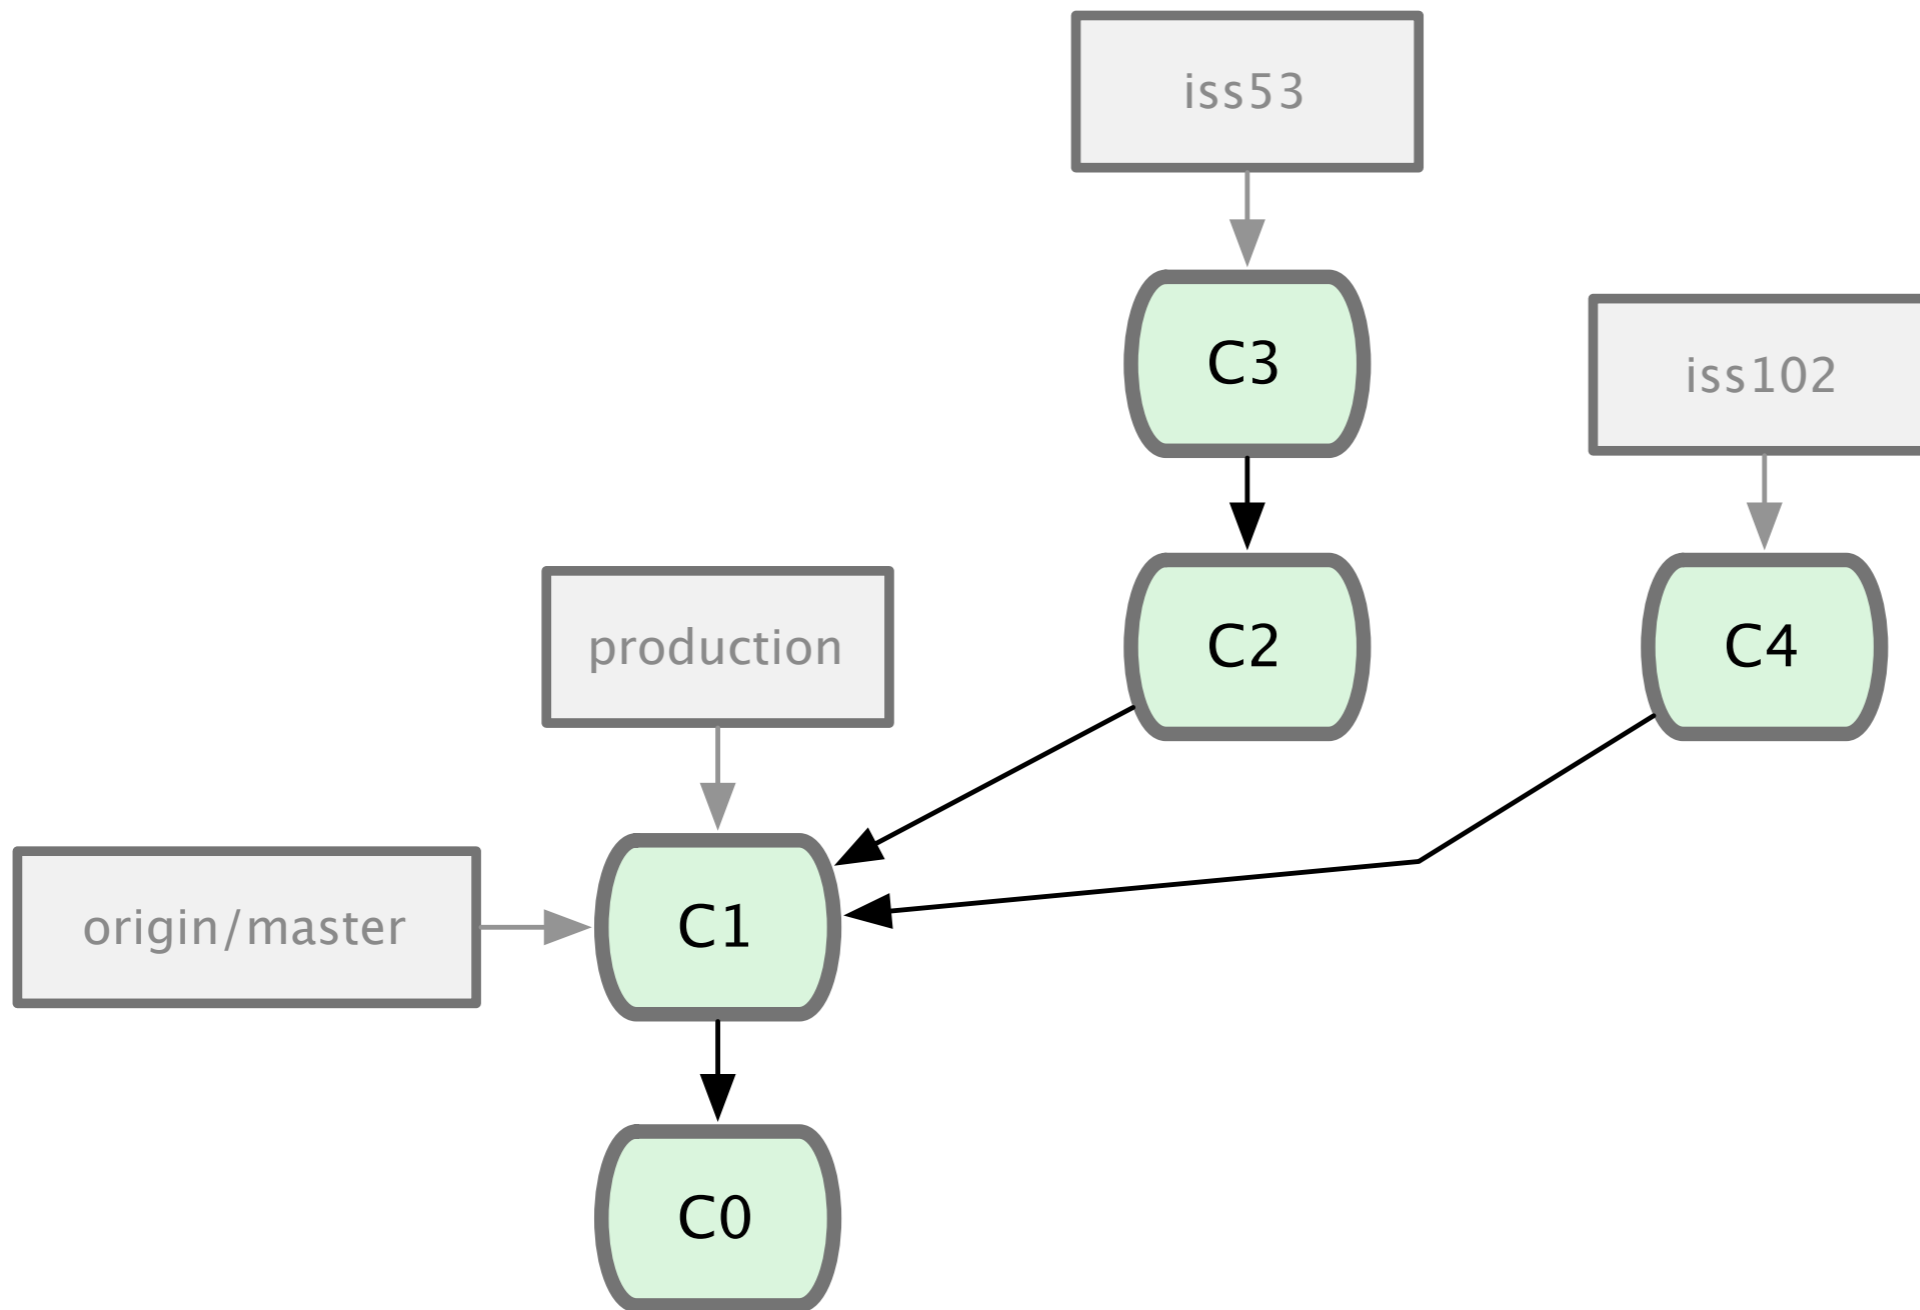 iss53
C3
iss102
production
C2
C4
origin/master
C1
C0